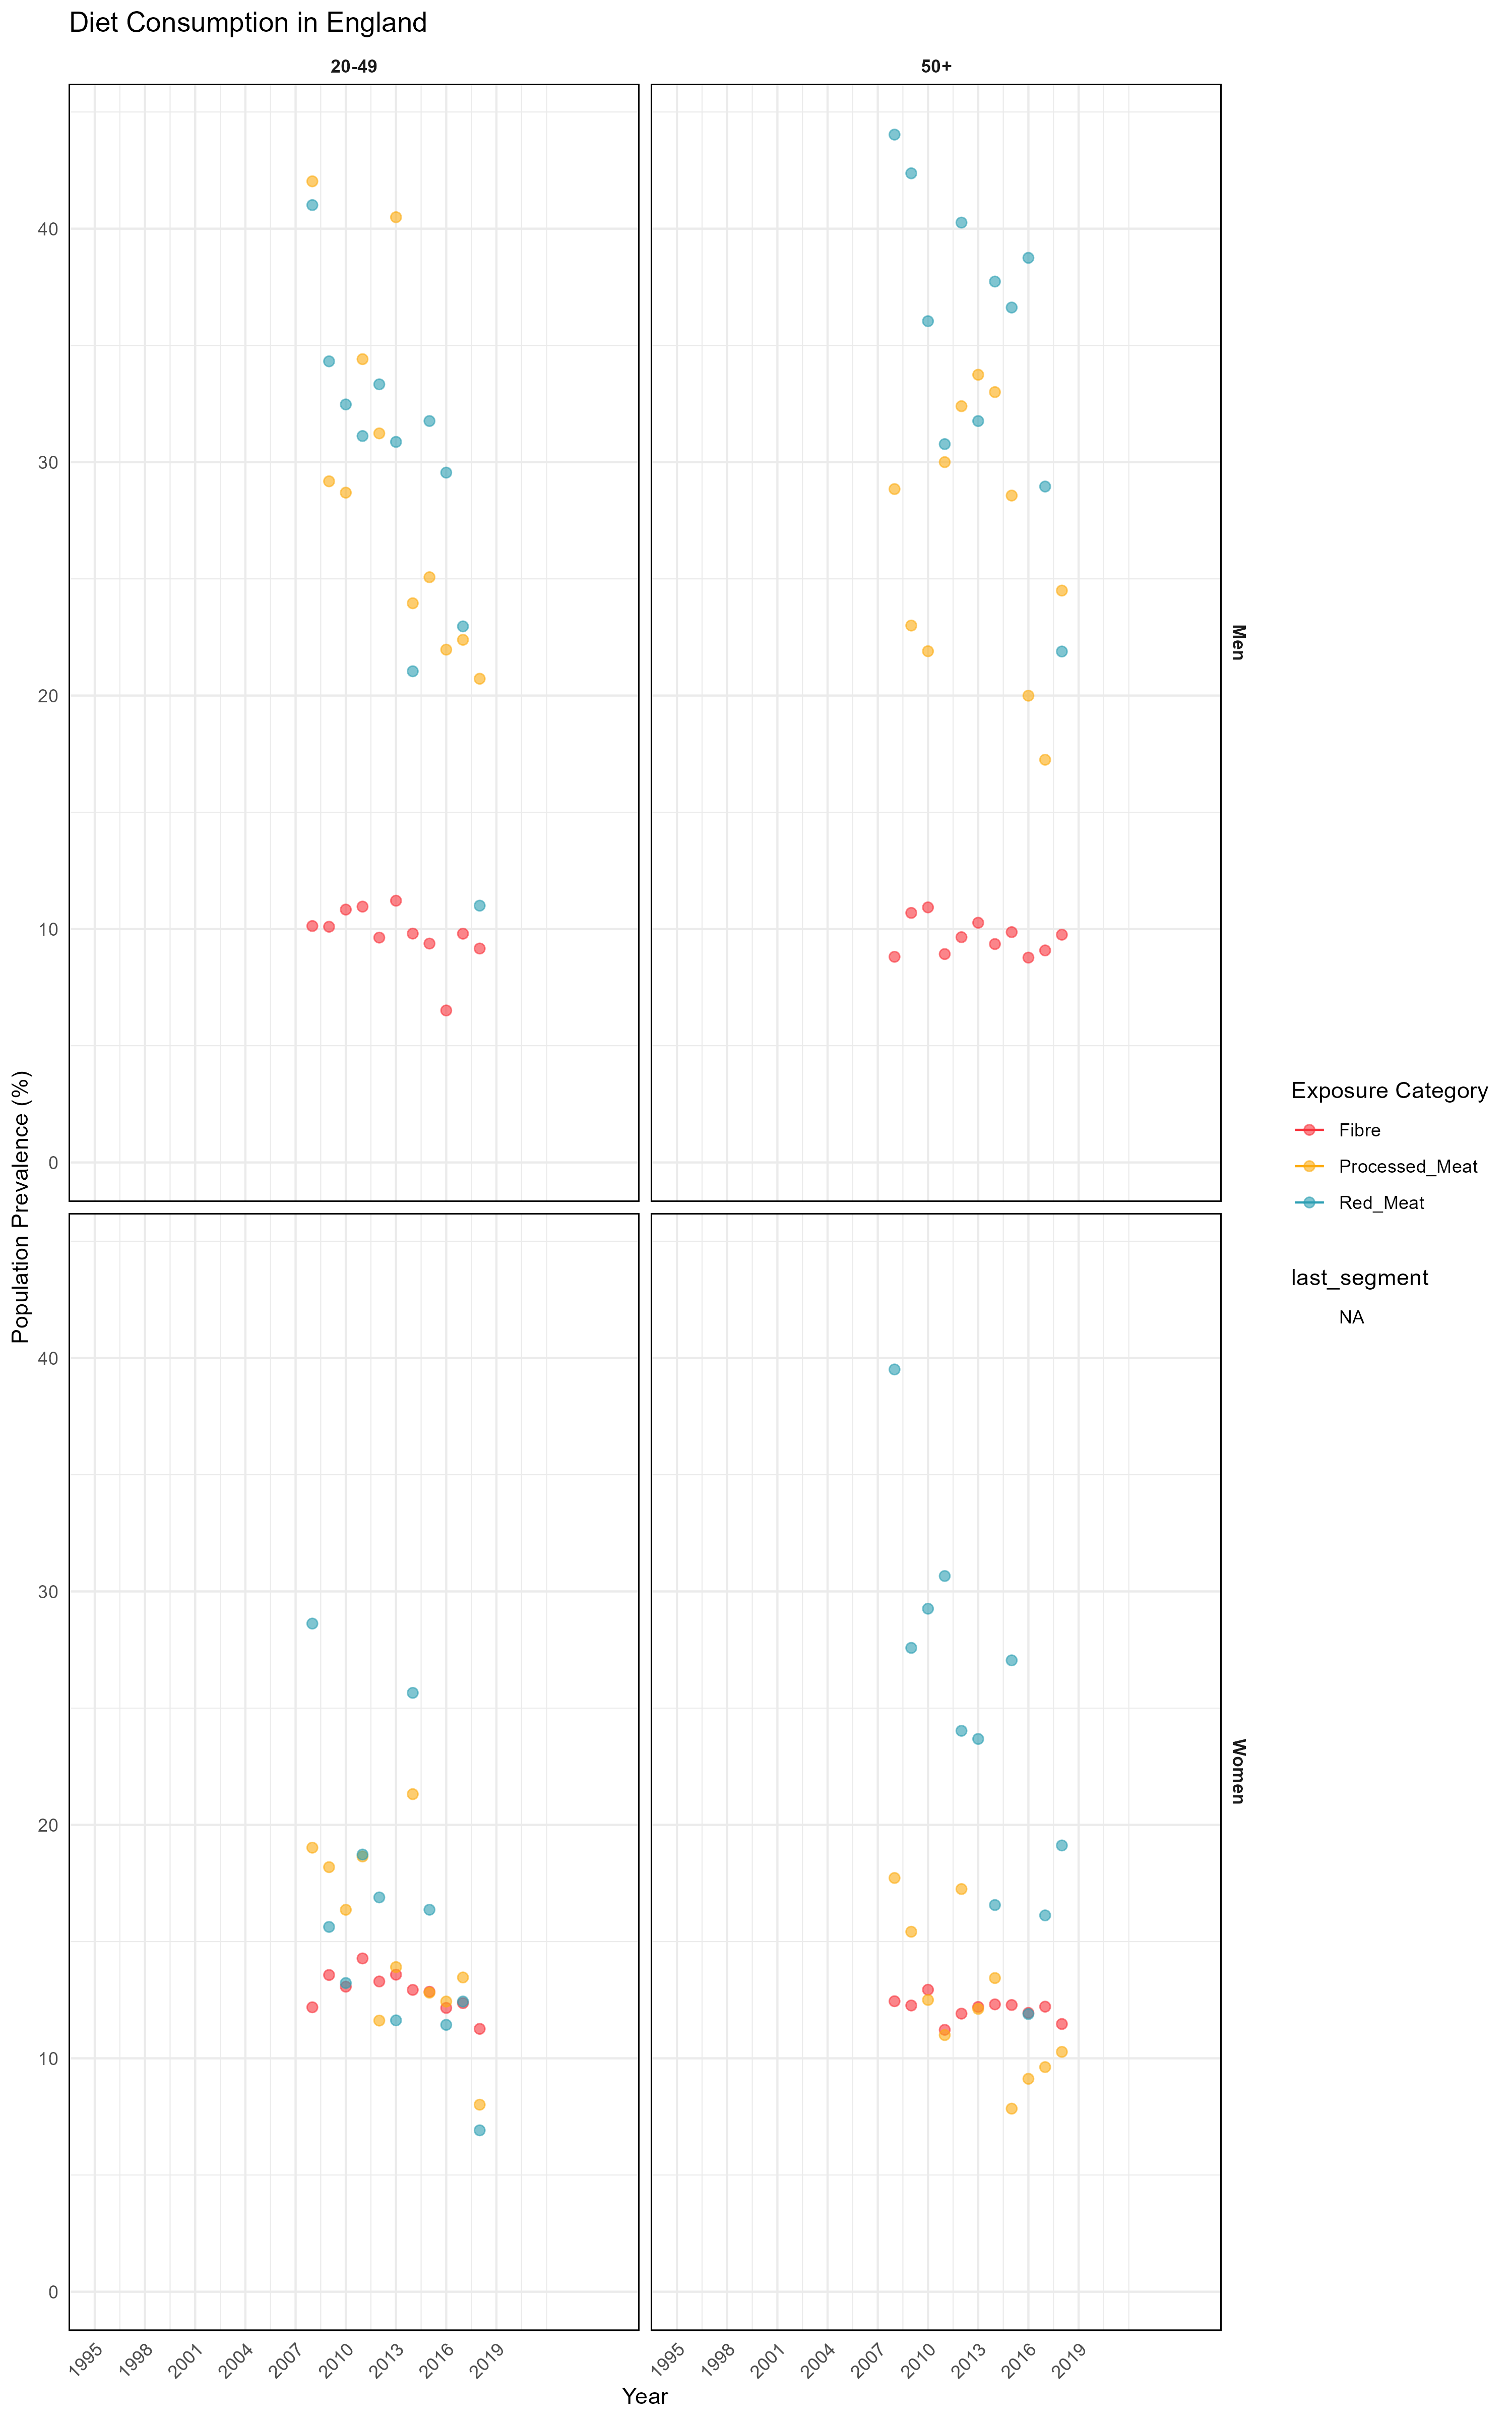 Diet Consumption in England
20-49
50+
40
30
20
10
0
Men
Population Prevalence (%)
Exposure Category
Fibre
Processed_Meat
Red_Meat
last_segment
NA
40
30
20
10
0
Women
1995
1998
2001
2004
2007
2010
2013
2016
2019
1995
1998
2001
2004
2007
2010
2013
2016
2019
Year